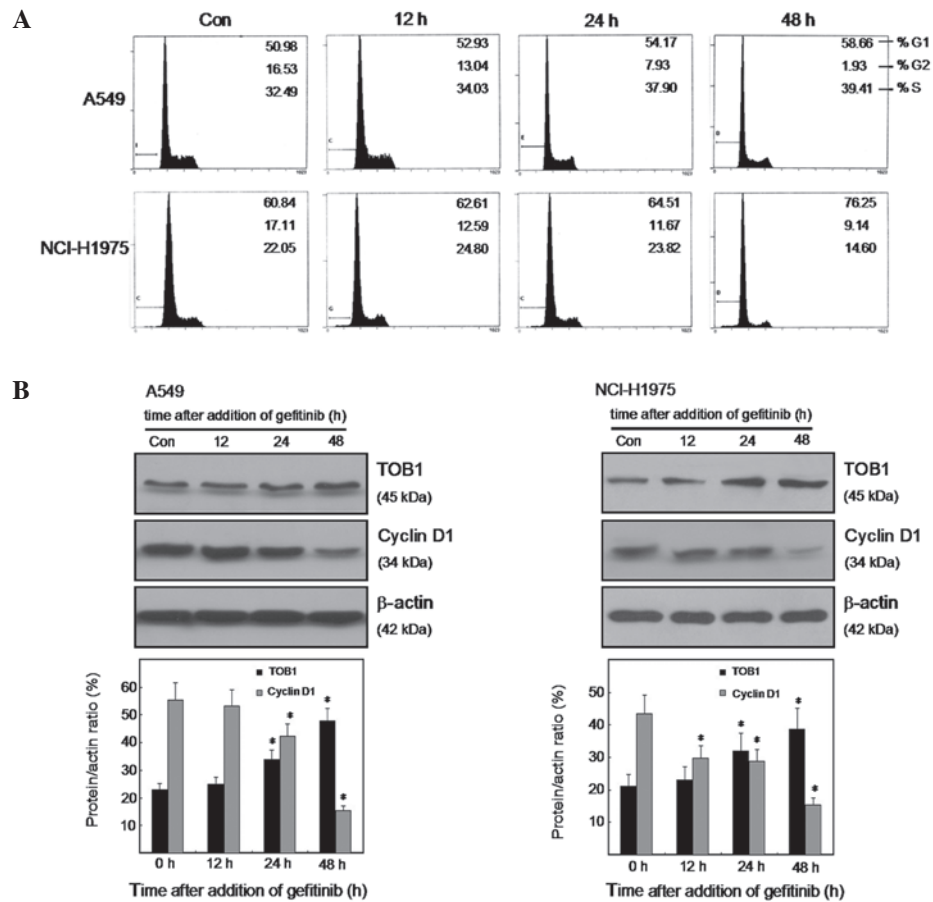 A
Con 12 h 24 h 48 h
A549
50.98
16.53
32.49
52.93
13.04
34.03
54.17
7.93
37.90
58.66 % G1
1.93 % G2
39.41 % S
NCI-H1975
60.84
17.11
22.05
62.61
12.59
24.80
64.51
11.67
23.82
76.25
9.14
14.60
B
A549
time after addition of gefitinib (h)
Con 12 24 48
TOB1
(45 kDa)
Cyclin D1
(34 kDa)
β-actin
(42 kDa)
TOB1
Cyclin D1
Protein/actin ratio (%)
60
50
40
30
20
10
* * * *
0 h 12 h 24 h 48 h
Time after addition of gefitinib (h)
NCI-H1975
time after addition of gefitinib (h)
Con 12 24 48
TOB1
(45 kDa)
Cyclin D1
(34 kDa)
β-actin
(42 kDa)
TOB1
Cyclin D1
Protein/actin ratio (%)
50
40
30
20
10
* * * * *
0 h 12 h 24 h 48 h
Time after addition of gefitinib (h)